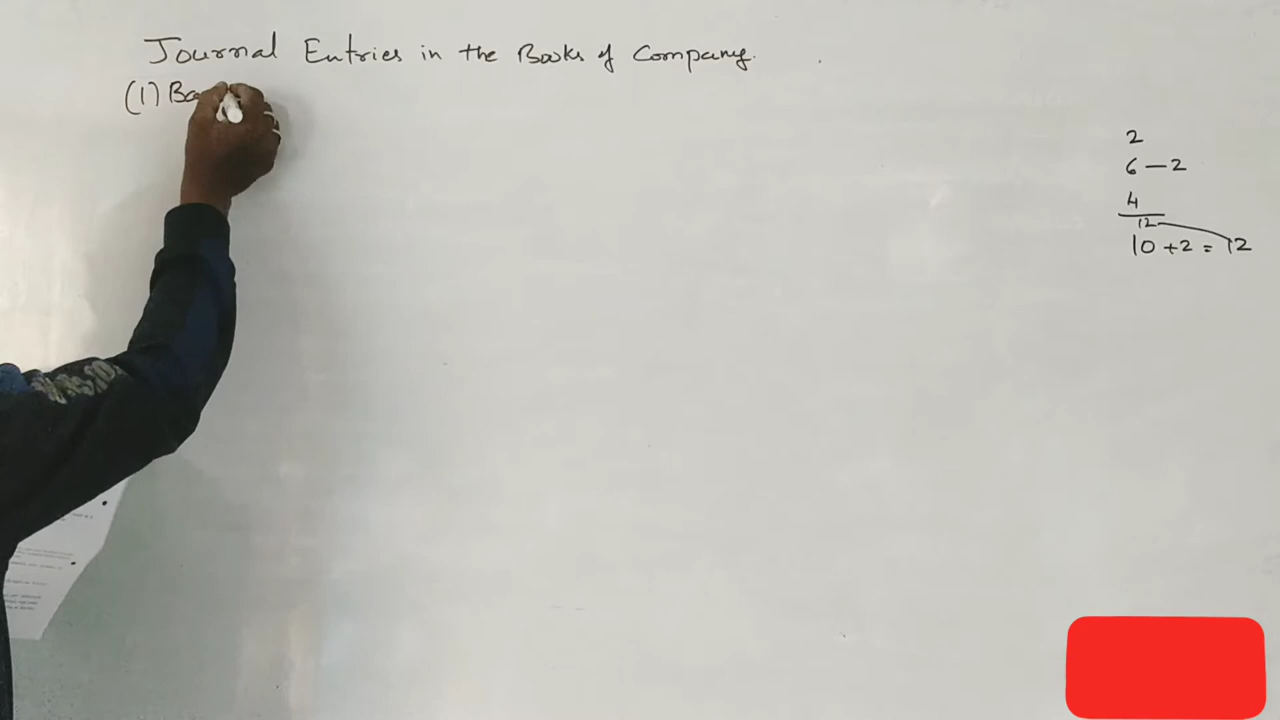 Journal Entries in the Books of Company.
(1) Ba
2
6 - 2
4
12
10 + 2 = 12